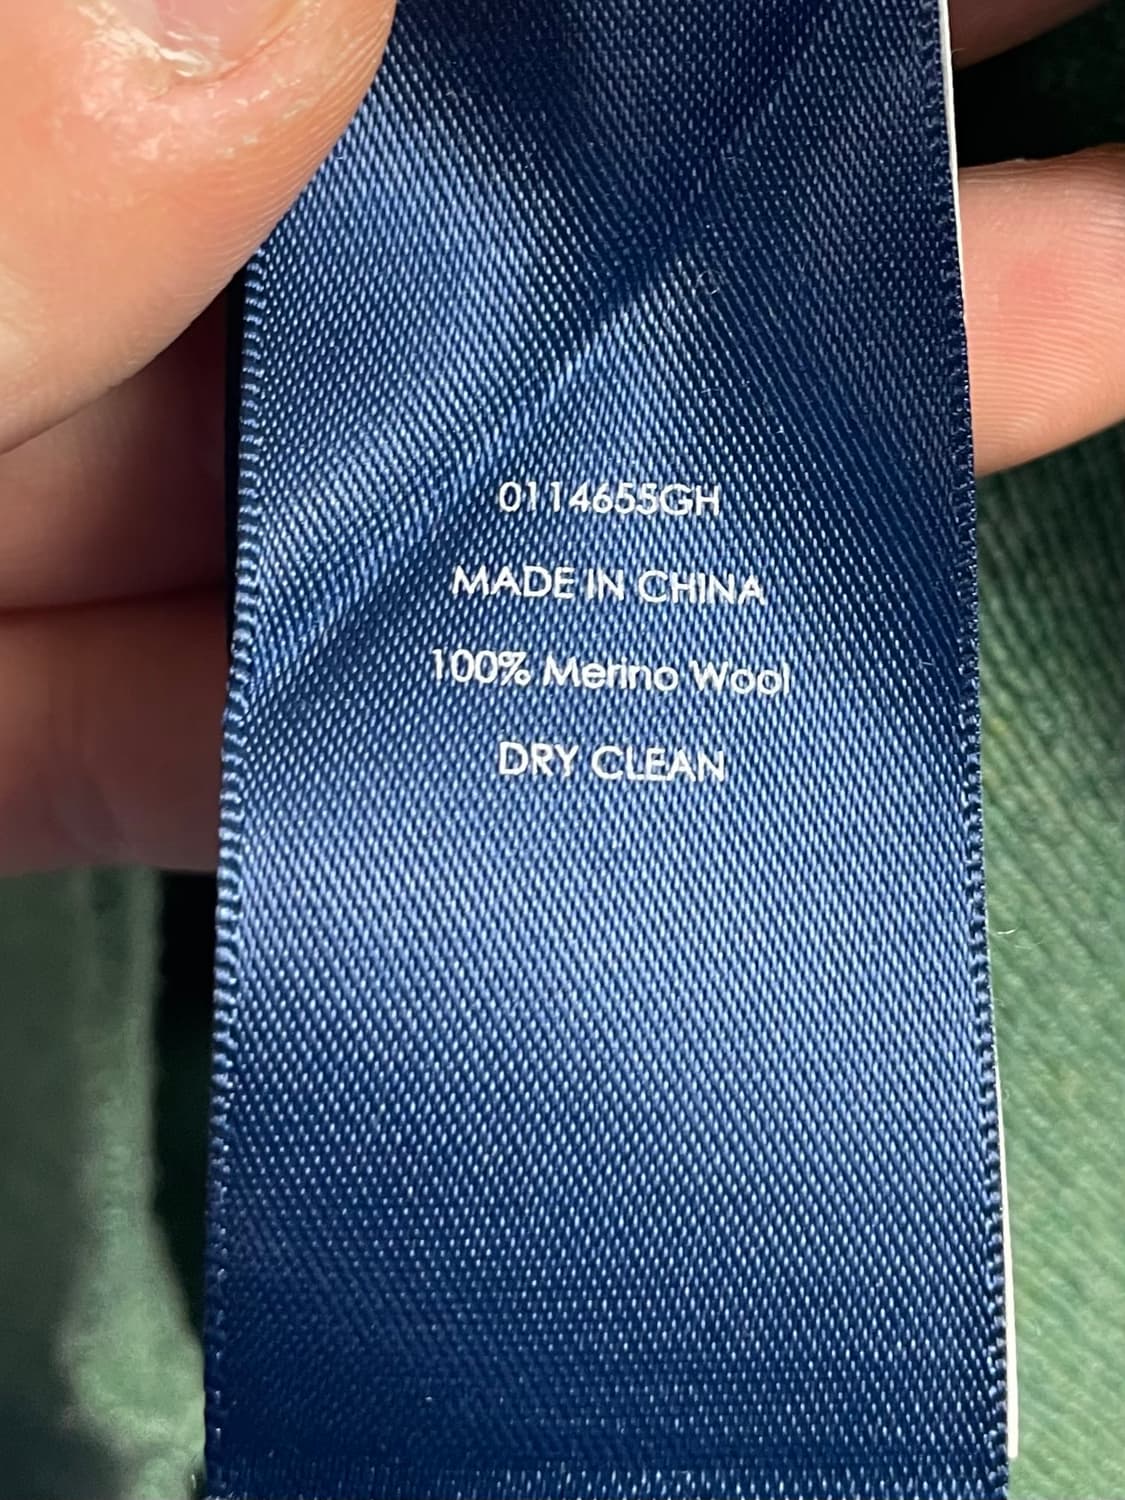 0114655GH
MADE IN CHINA
100% Merino Wool
DRY CLEAN